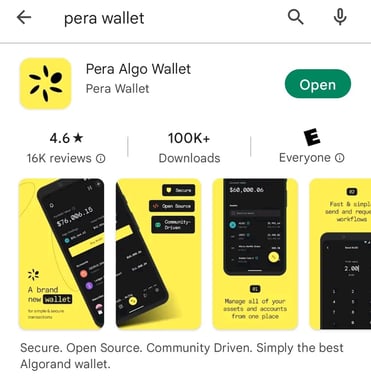 pera wallet
Pera Algo Wallet
Pera Wallet
Open
4.6★
16K reviews
100K+
Downloads
E
Everyone
$76,006.15
A brand
new wallet
for simple & secure
transactions
Secure
Open Source
Community-
Driven
$60,000.06
01
Manage all of your
assets and accounts
from one place
02
Fast & simpl
send and reque
workflows
2.00
Secure. Open Source. Community Driven. Simply the best
Algorand wallet.